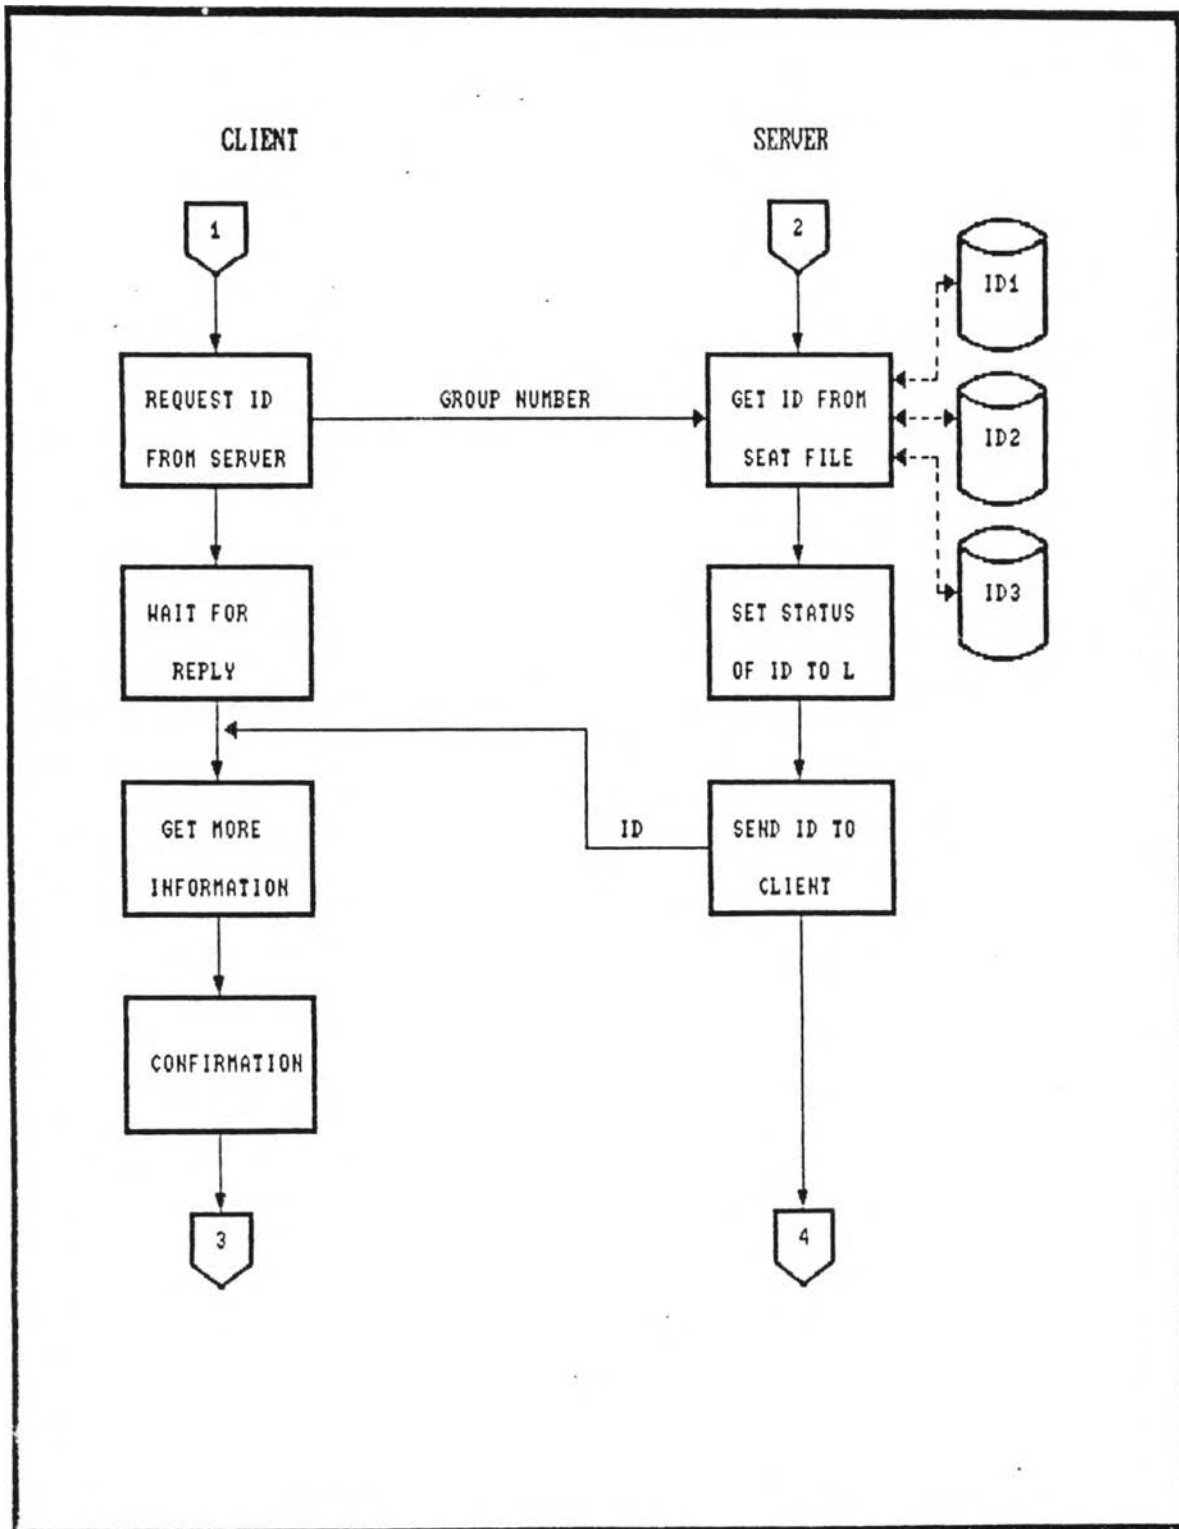 CLIENT
SERVER
1
2
ID1
REQUEST ID
FROM SERVER
GROUP NUMBER
GET ID FROM
SEAT FILE
ID2
ID3
WAIT FOR
REPLY
SET STATUS
OF ID TO L
GET MORE
INFORMATION
ID
SEND ID TO
CLIENT
CONFIRMATION
3
4